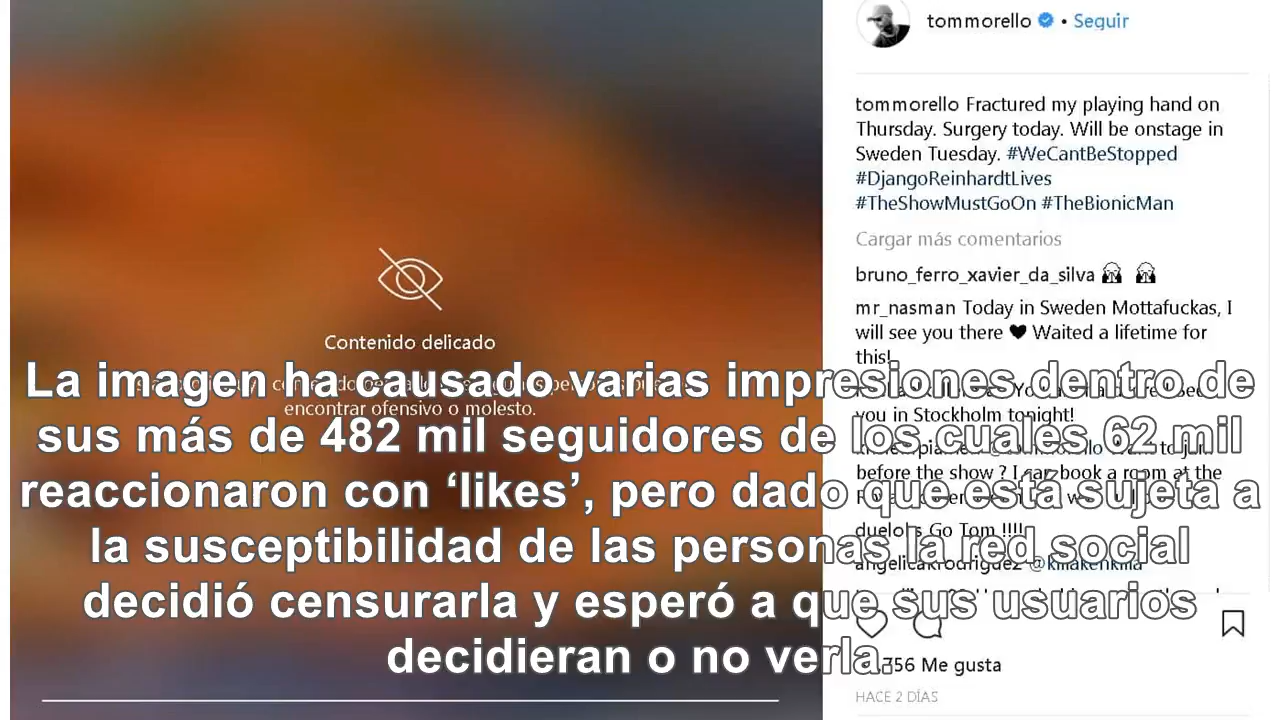 tommorello • Seguir
tommorello Fractured my playing hand on
Thursday. Surgery today. Will be onstage in
Sweden Tuesday. #WeCantBeStopped
#DjangoReinhardtLives
#TheShowMustGoOn #TheBionicMan
Cargar más comentarios
bruno_ferro_xavier_da_silva
mr_nasman Today in Sweden Mottafuckas, I
will see you there ♥ Waited a lifetime for
this!
you in Stockholm tonight!
before the show ? I can book a room at the
Go Tom !!!!
angelicakrodriguez @killakenkilla
Me gusta
HACE 2 DÍAS
Contenido delicado
encontrar ofensivo o molesto.
La imagen ha causado varias impresiones dentro de
sus más de 482 mil seguidores de los cuales 62 mil
reaccionaron con ‘likes’, pero dado que está sujeta a
la susceptibilidad de las personas la red social
decidió censurarla y esperó a que sus usuarios
decidieran o no verla.